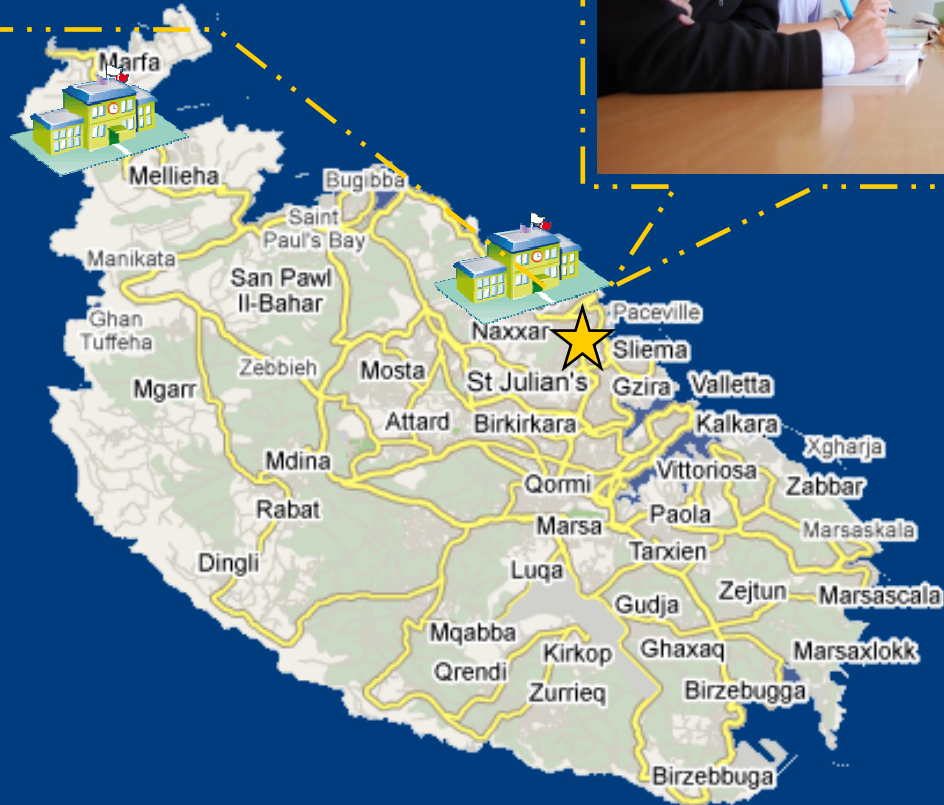 Marfa
Mellieha
Bugibba
Saint
Paul's Bay
Manikata
San Pawl
Il-Bahar
Ghan
Tuffeha
Paceville
Naxxar
Sliema
Zebbieh
Mosta
St Julian's
Gzira
Valletta
Mgarr
Attard
Birkirkara
Kalkara
Xgharja
Mdina
Vittoriosa
Qormi
Zabbar
Rabat
Marsa
Paola
Marsaskala
Tarxien
Dingli
Luqa
Zejtun
Marsascala
Gudja
Mqabba
Kirkop
Ghaxaq
Marsaxlokk
Qrendi
Zurrieq
Birzebugga
Birzebbuga